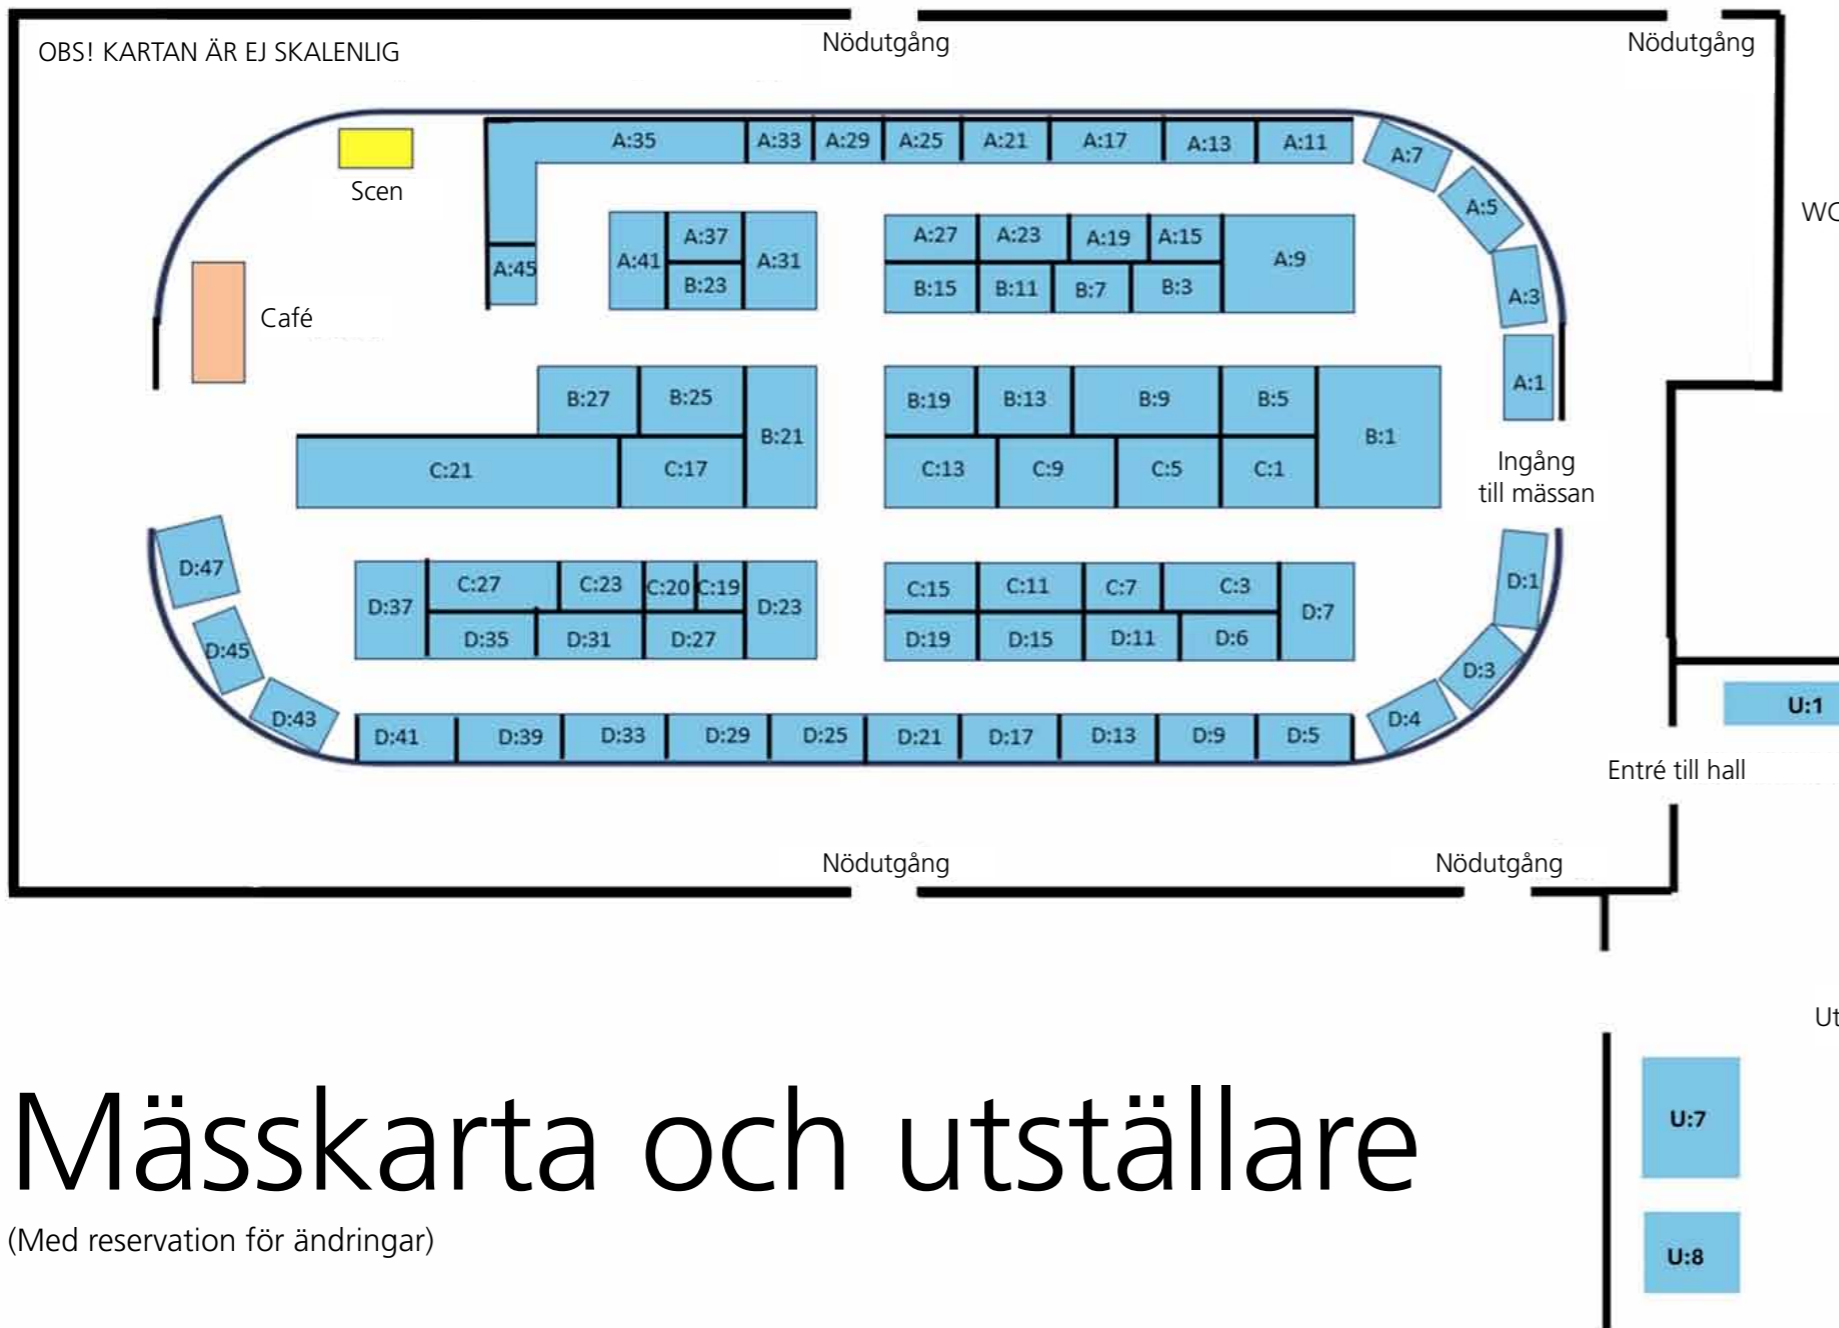 OBS! KARTAN ÄR EJ SKALENLIG
Nödutgång
Nödutgång
Scen
A:35
A:33
A:29
A:25
A:21
A:17
A:13
A:11
A:7
A:5
A:3
A:1
WC
A:45
A:41
A:37
A:31
B:23
A:27
A:23
A:19
A:15
A:9
B:15
B:11
B:7
B:3
Café
B:27
B:25
B:21
C:21
C:17
B:19
B:13
B:9
B:5
B:1
C:13
C:9
C:5
C:1
Ingång
till mässan
D:47
D:45
D:43
D:37
C:27
C:23
C:20
C:19
D:23
D:35
D:31
D:27
C:15
C:11
C:7
C:3
D:7
D:19
D:15
D:11
D:6
D:1
D:3
D:4
D:41
D:39
D:33
D:29
D:25
D:21
D:17
D:13
D:9
D:5
U:1
Entré till hall
Nödutgång
Nödutgång
Ut
U:7
U:8
Mässkarta och utställare
(Med reservation för ändringar)